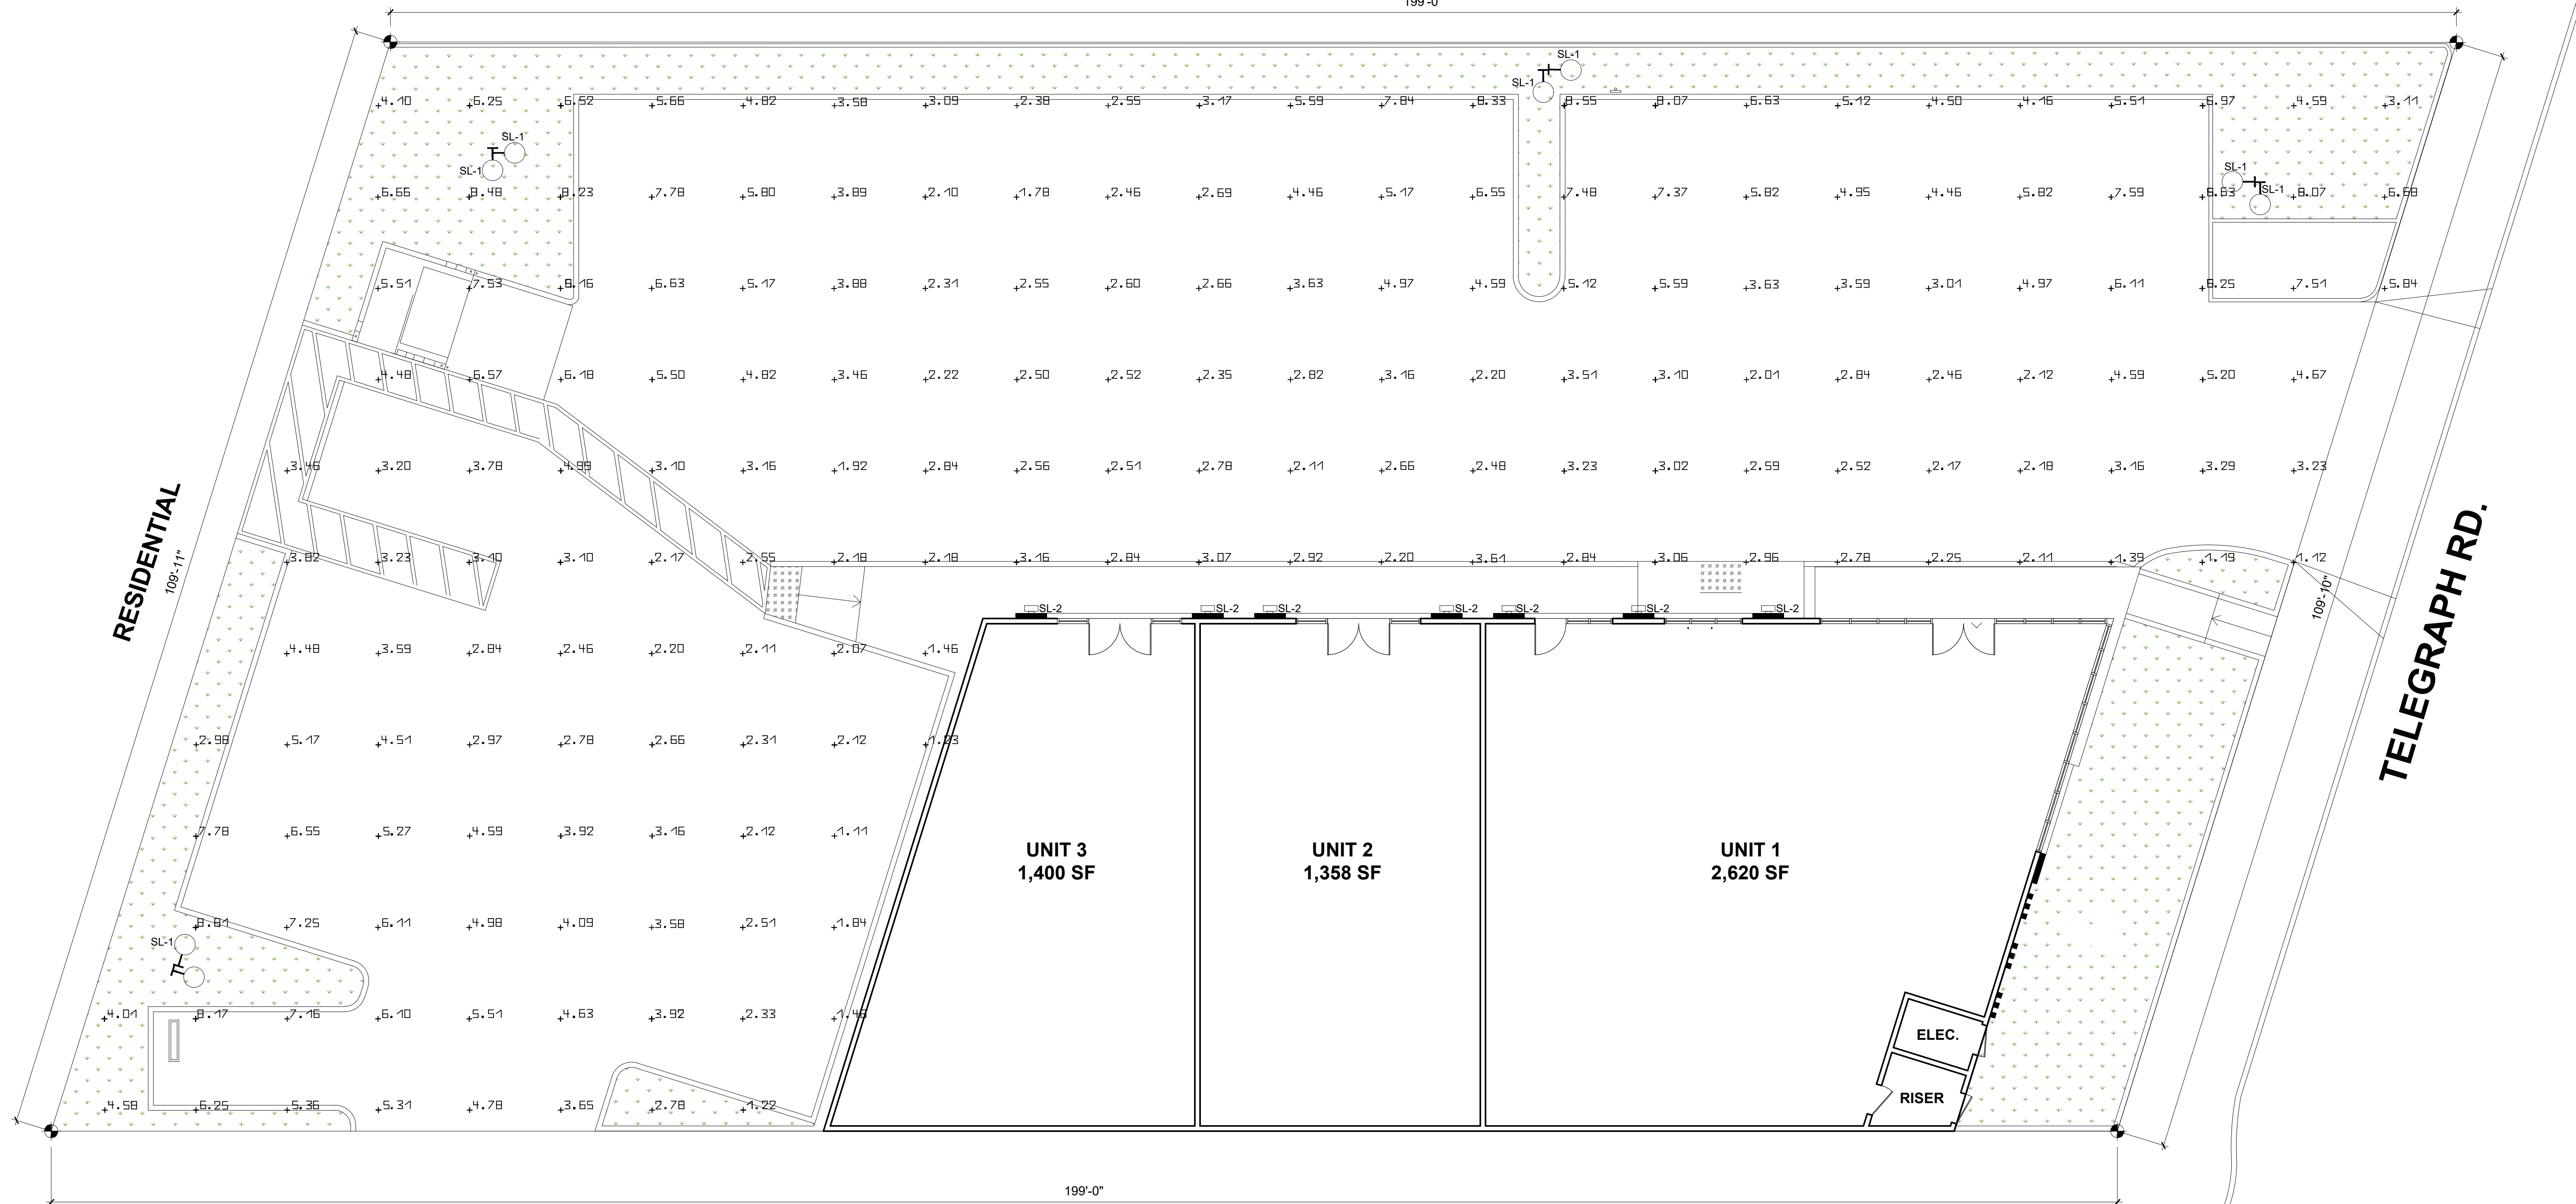 199'-0"
SL-1
SL-1
4.10 6.25 6.52 5.66 4.82 3.58 3.09 2.38 2.55 3.17 5.59 7.84 8.33 8.55 8.07 6.63 5.12 4.50 4.16 5.51 6.97 4.59 3.11
SL-1
SL-1
SL-1
SL-1
6.66 8.48 8.23 7.78 5.80 3.89 2.10 1.78 2.46 2.69 4.46 5.17 6.55 7.48 7.37 5.82 4.95 4.46 5.82 7.59 8.63 8.07 6.68
5.51 7.53 8.16 6.63 5.17 3.88 2.31 2.55 2.60 2.66 3.63 4.97 4.59 5.12 5.59 3.63 3.59 3.01 4.97 6.11 6.25 7.51 5.84
4.48 6.57 6.18 5.50 4.82 3.46 2.22 2.50 2.52 2.35 2.82 3.16 2.20 3.51 3.10 2.01 2.84 2.46 2.12 4.59 5.20 4.67
3.46 3.20 3.78 4.99 3.10 3.16 1.92 2.84 2.56 2.51 2.78 2.11 2.66 2.48 3.23 3.02 2.59 2.52 2.17 2.18 3.16 3.29 3.23
RESIDENTIAL
109'-11"
TELEGRAPH RD.
109'-10"
3.82 3.23 3.10 3.10 2.17 2.55 2.18 2.18 3.16 2.84 3.07 2.92 2.20 3.61 2.84 3.06 2.96 2.78 2.25 2.11 1.39 1.19 1.12
SL-2 SL-2 SL-2 SL-2 SL-2 SL-2 SL-2
4.48 3.59 2.84 2.46 2.20 2.11 2.07 1.46
2.98 5.17 4.51 2.97 2.78 2.66 2.31 2.12 1.23
7.78 6.55 5.27 4.59 3.92 3.16 2.12 1.11
UNIT 3
1,400 SF
UNIT 2
1,358 SF
UNIT 1
2,620 SF
8.81 7.25 6.11 4.98 4.09 3.58 2.51 1.84
SL-1
4.01 8.17 7.16 6.10 5.51 4.63 3.92 2.33 1.46
ELEC.
RISER
4.58 6.25 5.36 5.31 4.78 3.65 2.78 1.22
199'-0"